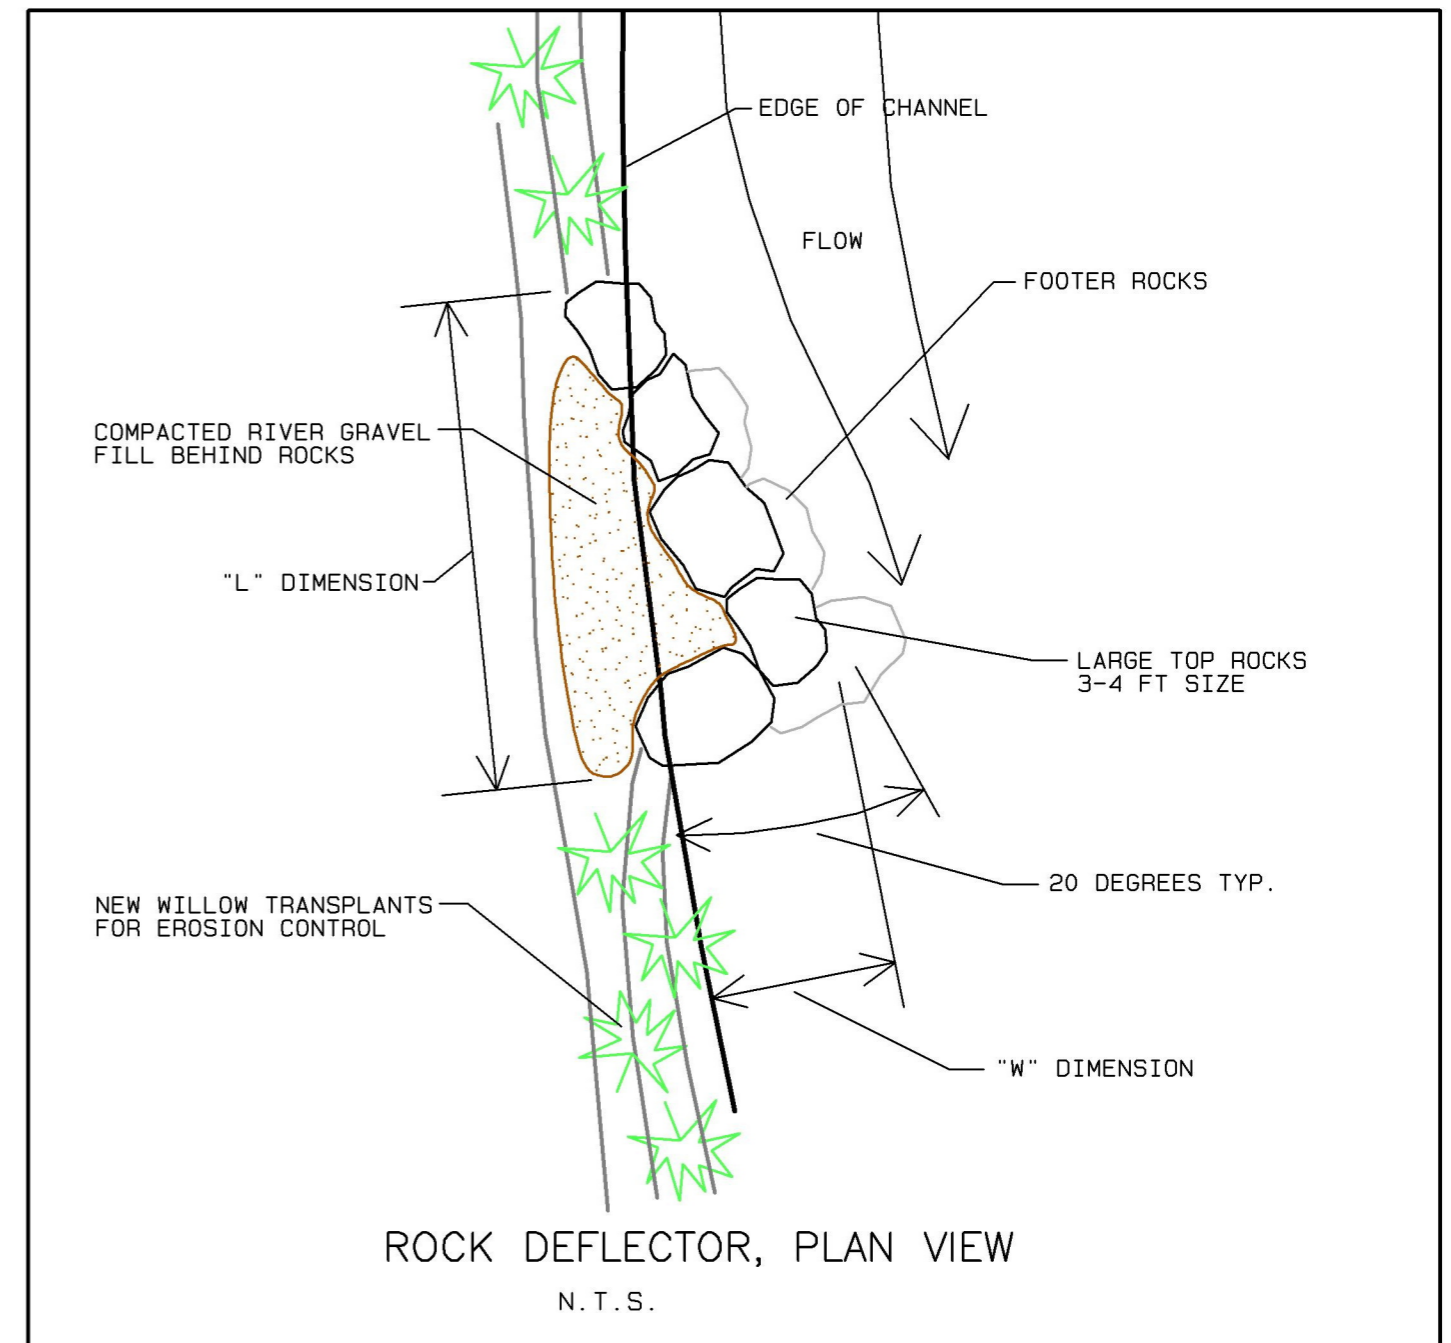 EDGE OF CHANNEL
FLOW
FOOTER ROCKS
COMPACTED RIVER GRAVEL
FILL BEHIND ROCKS
"L" DIMENSION
LARGE TOP ROCKS
3-4 FT SIZE
20 DEGREES TYP.
NEW WILLOW TRANSPLANTS
FOR EROSION CONTROL
"W" DIMENSION
ROCK DEFLECTOR, PLAN VIEW
N.T.S.